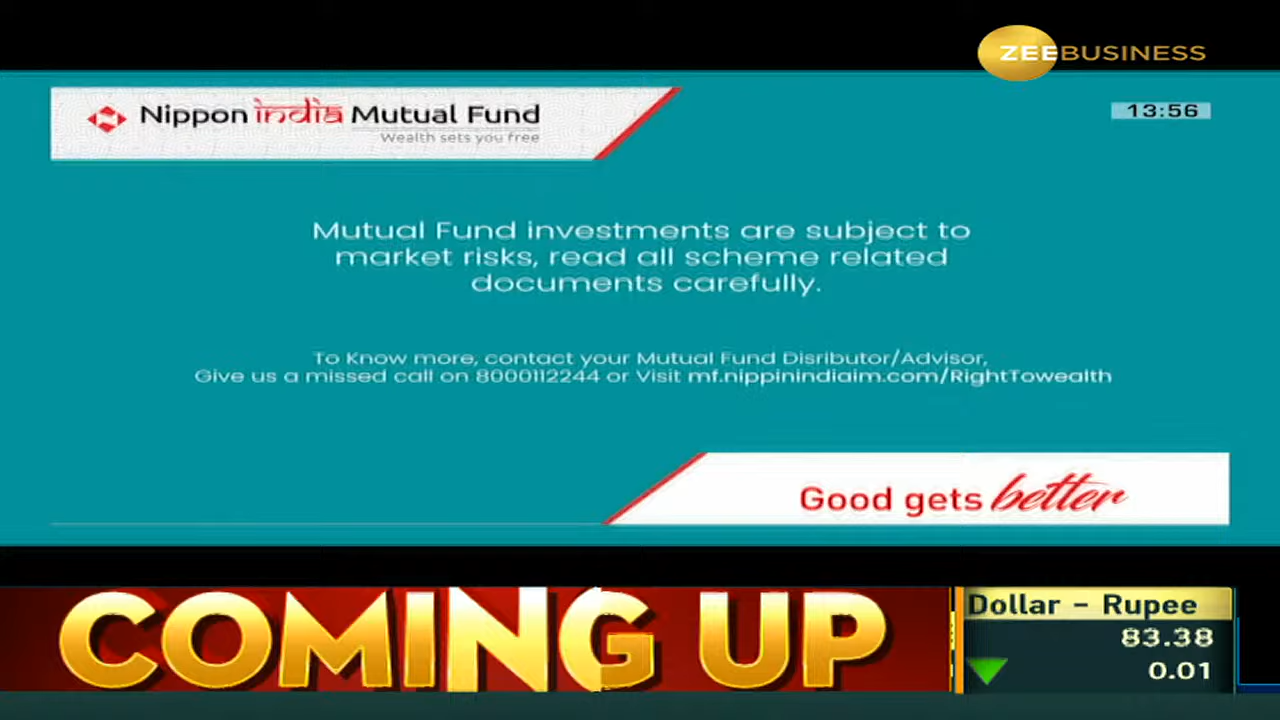 ZEEBUSINESS
Nippon india Mutual Fund
Wealth sets you free
13:56
Mutual Fund investments are subject to
market risks, read all scheme related
documents carefully.
To Know more, contact your Mutual Fund Disributor/Advisor,
Give us a missed call on 8000112244 or Visit mf.nippinindiaim.com/RightTowealth
Good gets better
COMING UP
Dollar - Rupee
83.38
0.01